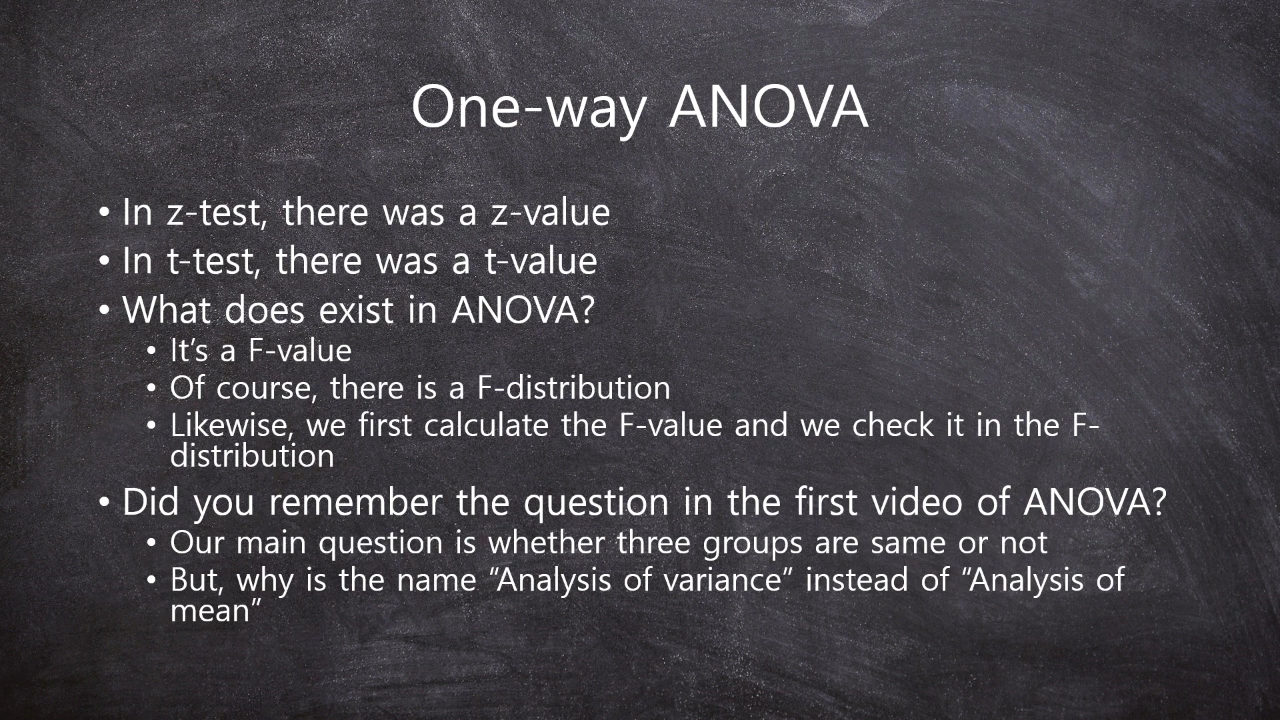 One-way ANOVA
• In z-test, there was a z-value
• In t-test, there was a t-value
• What does exist in ANOVA?
• It’s a F-value
• Of course, there is a F-distribution
• Likewise, we first calculate the F-value and we check it in the F-
distribution
• Did you remember the question in the first video of ANOVA?
• Our main question is whether three groups are same or not
• But, why is the name “Analysis of variance” instead of “Analysis of
mean”